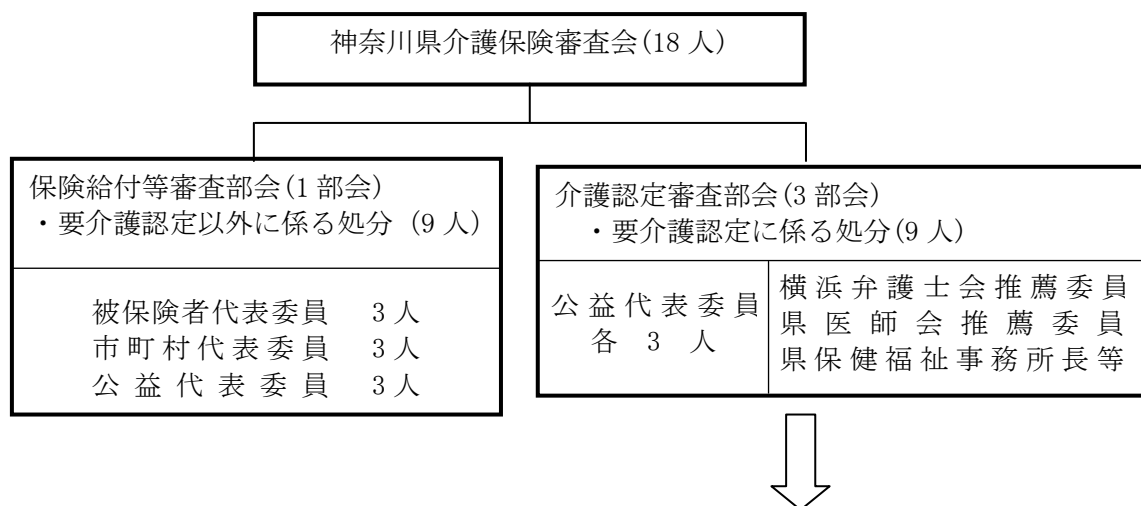 神奈川県介護保険審査会(18 人)
保険給付等審査部会(1 部会)
・要介護認定以外に係る処分 (9 人)
被保険者代表委員 3 人
市町村代表委員 3 人
公益代表委員 3 人
介護認定審査部会(3 部会)
・要介護認定に係る処分(9 人)
公益代表委員
各 3 人
横浜弁護士会推薦委員
県医師会推薦委員
県保健福祉事務所長等